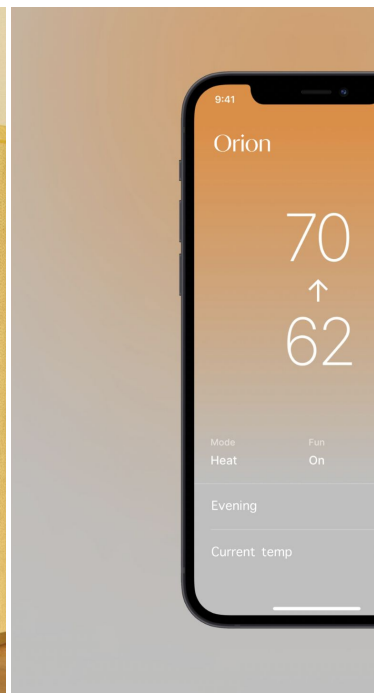 9:41
Orion
70
↑
62
Mode Fun
Heat On
Evening
Current temp